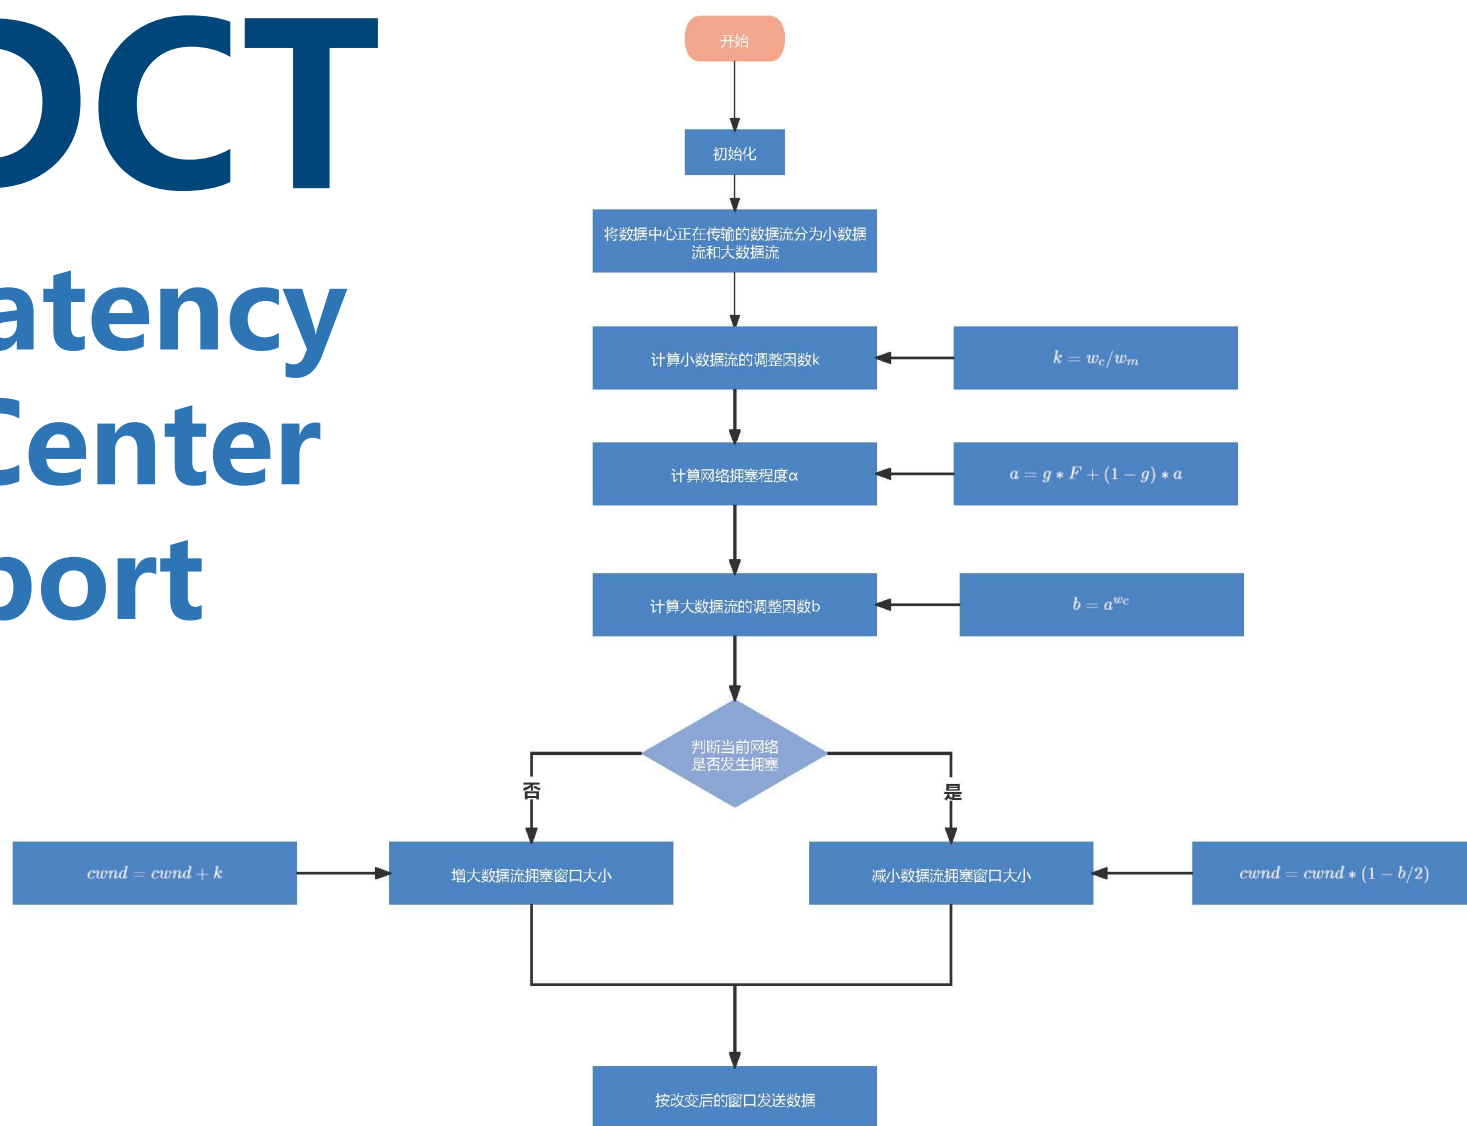 DCT
atency
Center
port
开始
初始化
将数据中心正在传输的数据流分为小数据
流和大数据流
计算小数据流的调整因数k
k = w_c/w_m
计算网络拥塞程度α
a = g * F + (1 − g) * a
计算大数据流的调整因数b
b = a^{w_c}
判断当前网络
是否发生拥塞
否
是
cwnd = cwnd + k
增大数据流拥塞窗口大小
减小数据流拥塞窗口大小
cwnd = cwnd * (1 − b/2)
按改变后的窗口发送数据